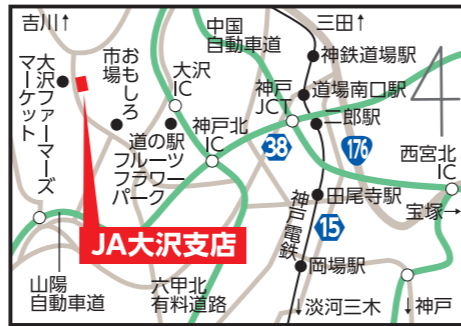 吉川↑
中国
自動車道
三田↑
神鉄道場駅
大沢ファーマーズ
マーケット
おもしろ
市場
大沢
IC
神戸
JCT
道場南口駅
二郎駅
道の駅
フルーツ
フラワー
パーク
神戸北
IC
38
176
西宮北
IC
田尾寺駅
15
宝塚→
神戸電鉄
JA大沢支店
岡場駅
山陽
自動車道
六甲北
有料道路
↓淡河三木
↓神戸
4